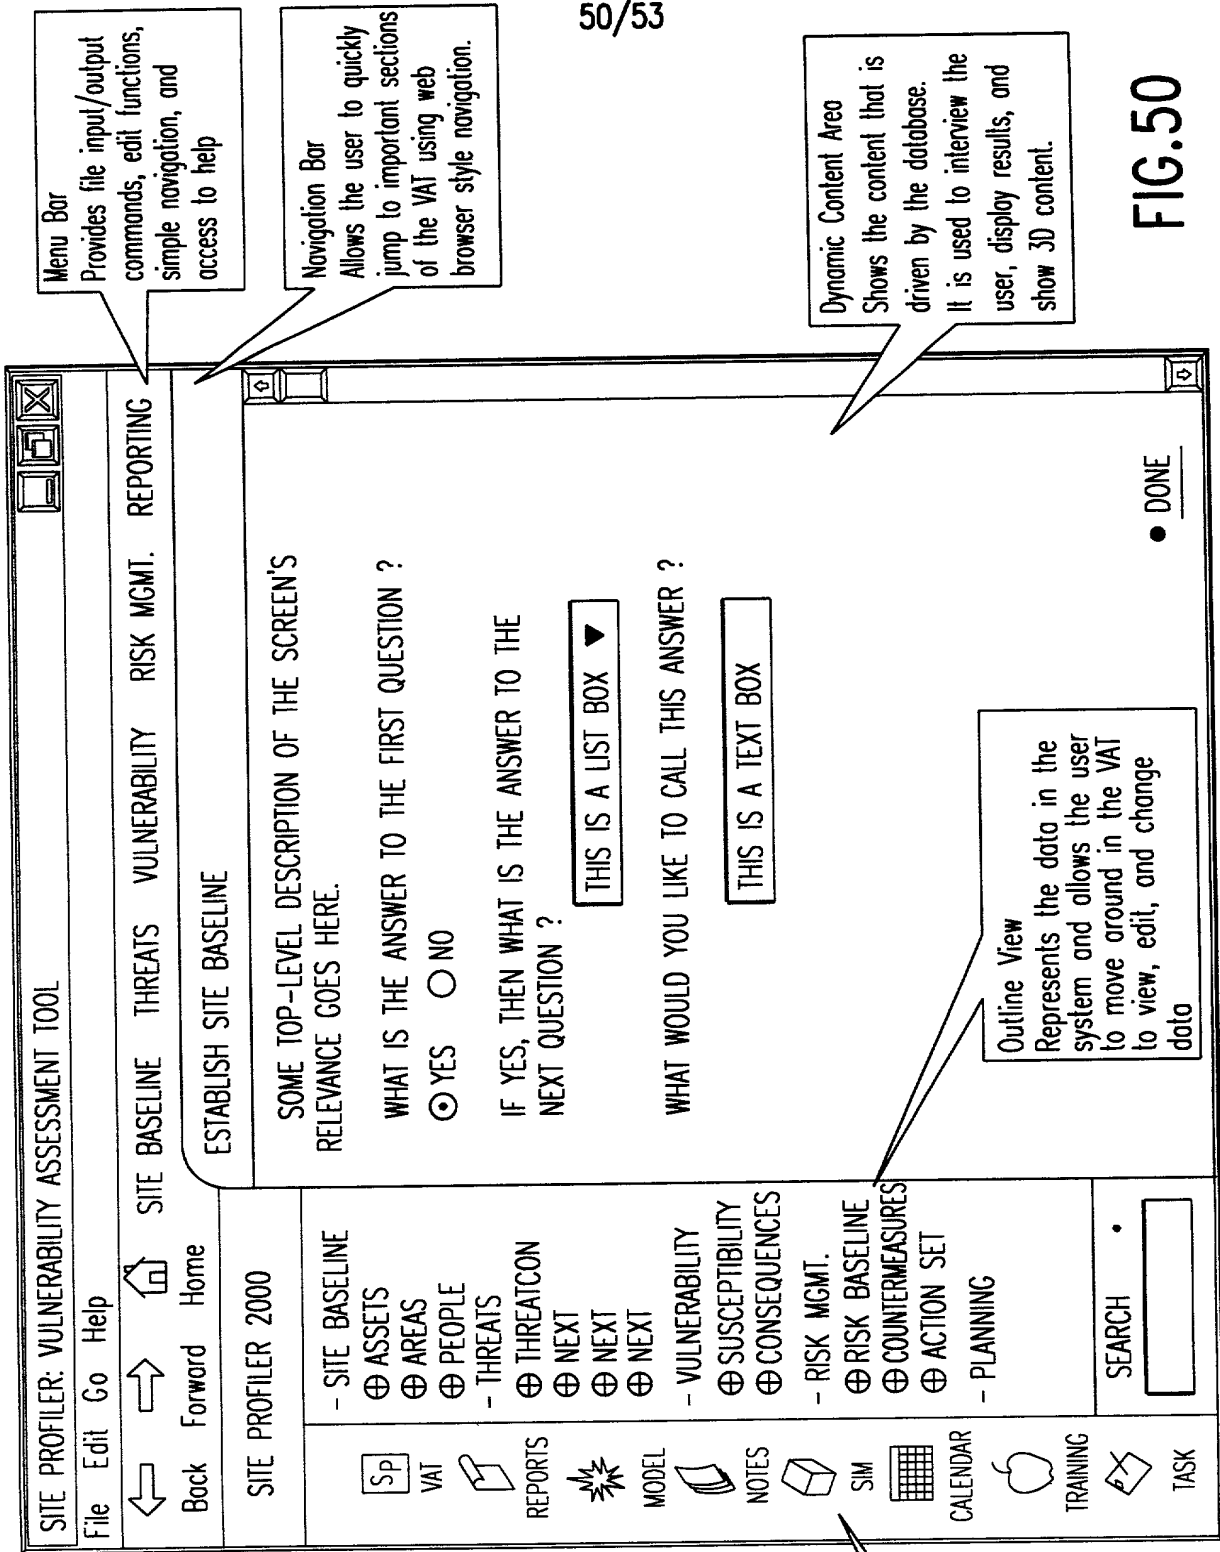 50/53
SITE PROFILER: VULNERABILITY ASSESSMENT TOOL
File Edit Go Help
Back Forward Home
SITE BASELINE THREATS VULNERABILITY RISK MGMT. REPORTING
SITE PROFILER 2000
ESTABLISH SITE BASELINE
Sp
VAT
REPORTS
MODEL
NOTES
SIM
CALENDAR
TRAINING
TASK
- SITE BASELINE
⊕ ASSETS
⊕ AREAS
⊕ PEOPLE
- THREATS
⊕ THREATCON
⊕ NEXT
⊕ NEXT
⊕ NEXT
- VULNERABILITY
⊕ SUSCEPTIBILITY
⊕ CONSEQUENCES
- RISK MGMT.
⊕ RISK BASELINE
⊕ COUNTERMEASURES
⊕ ACTION SET
- PLANNING
SEARCH •
SOME TOP-LEVEL DESCRIPTION OF THE SCREEN'S
RELEVANCE GOES HERE.
WHAT IS THE ANSWER TO THE FIRST QUESTION ?
YES NO
IF YES, THEN WHAT IS THE ANSWER TO THE
NEXT QUESTION ?
THIS IS A LIST BOX ▼
WHAT WOULD YOU LIKE TO CALL THIS ANSWER ?
THIS IS A TEXT BOX
• DONE
Menu Bar
Provides file input/output
commands, edit functions,
simple navigation, and
access to help
Navigation Bar
Allows the user to quickly
jump to important sections
of the VAT using web
browser style navigation.
Dynamic Content Area
Shows the content that is
driven by the database.
It is used to interview the
user, display results, and
show 3D content.
Outline View
Represents the data in the
system and allows the user
to move around in the VAT
to view, edit, and change
data
FIG.50